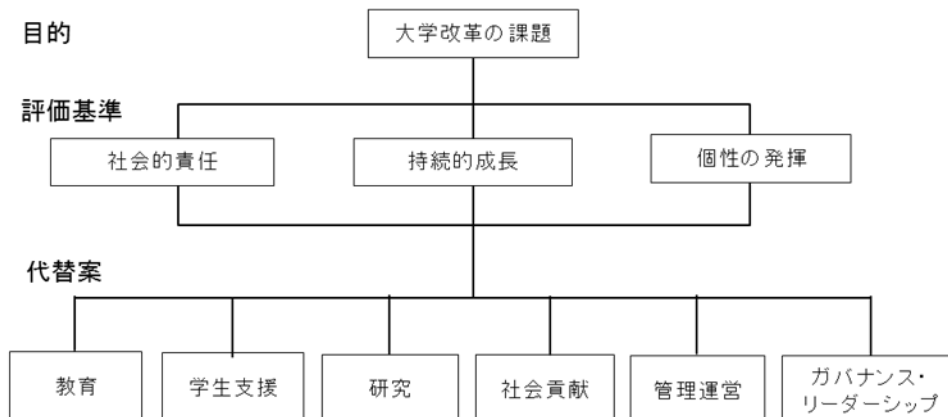 目的
大学改革の課題
評価基準
社会的責任
持続的成長
個性の発揮
代替案
教育
学生支援
研究
社会貢献
管理運営
ガバナンス・
リーダーシップ